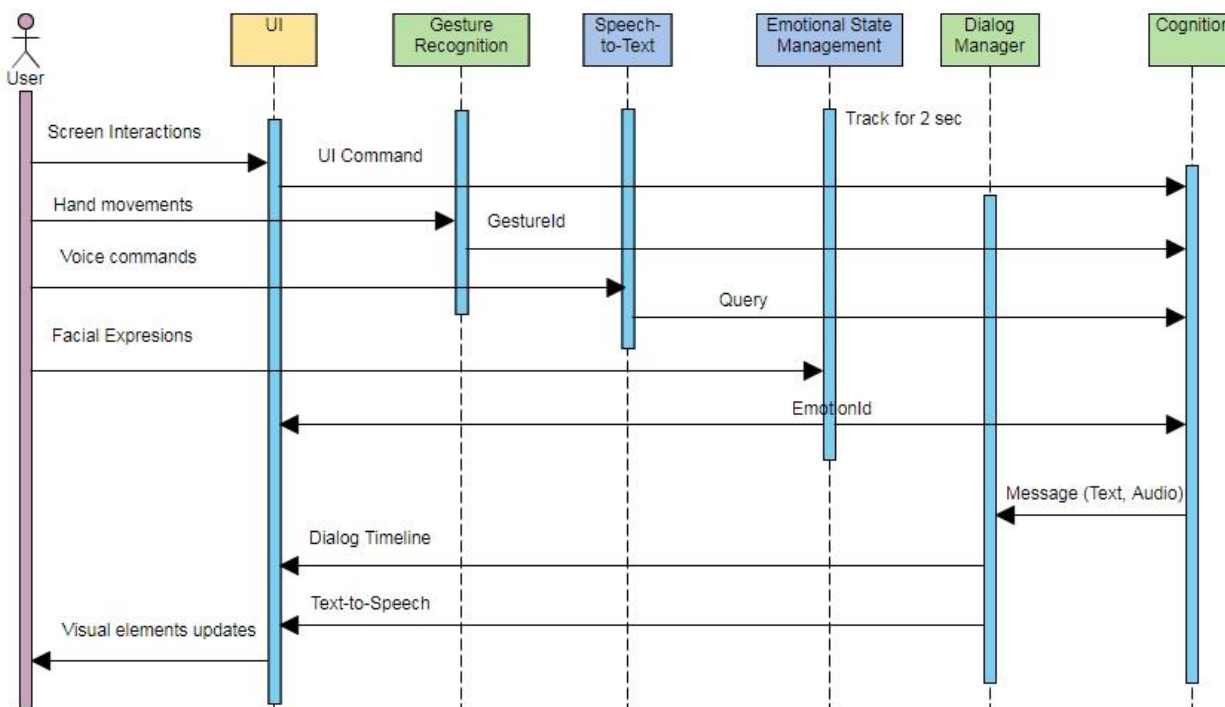 User
UI
Gesture
Recognition
Speech-
to-Text
Emotional State
Management
Dialog
Manager
Cognition
Track for 2 sec
Screen Interactions
UI Command
Hand movements
GestureId
Voice commands
Query
Facial Expresions
EmotionId
Message (Text, Audio)
Dialog Timeline
Text-to-Speech
Visual elements updates